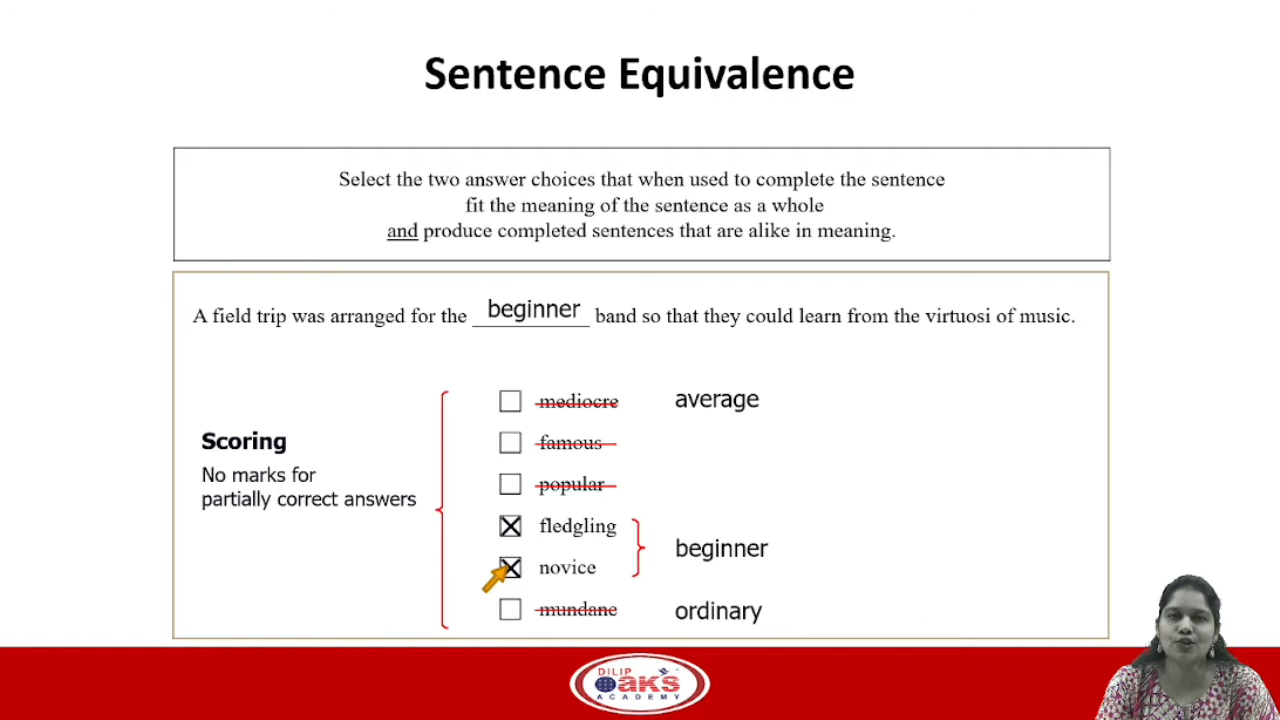 Sentence Equivalence
Select the two answer choices that when used to complete the sentence
fit the meaning of the sentence as a whole
and produce completed sentences that are alike in meaning.
A field trip was arranged for the beginner band so that they could learn from the virtuosi of music.
mediocre average
famous
Scoring
No marks for
partially correct answers
popular
fledgling
beginner
novice
mundane ordinary
DILIP
oaks
ACADEMY